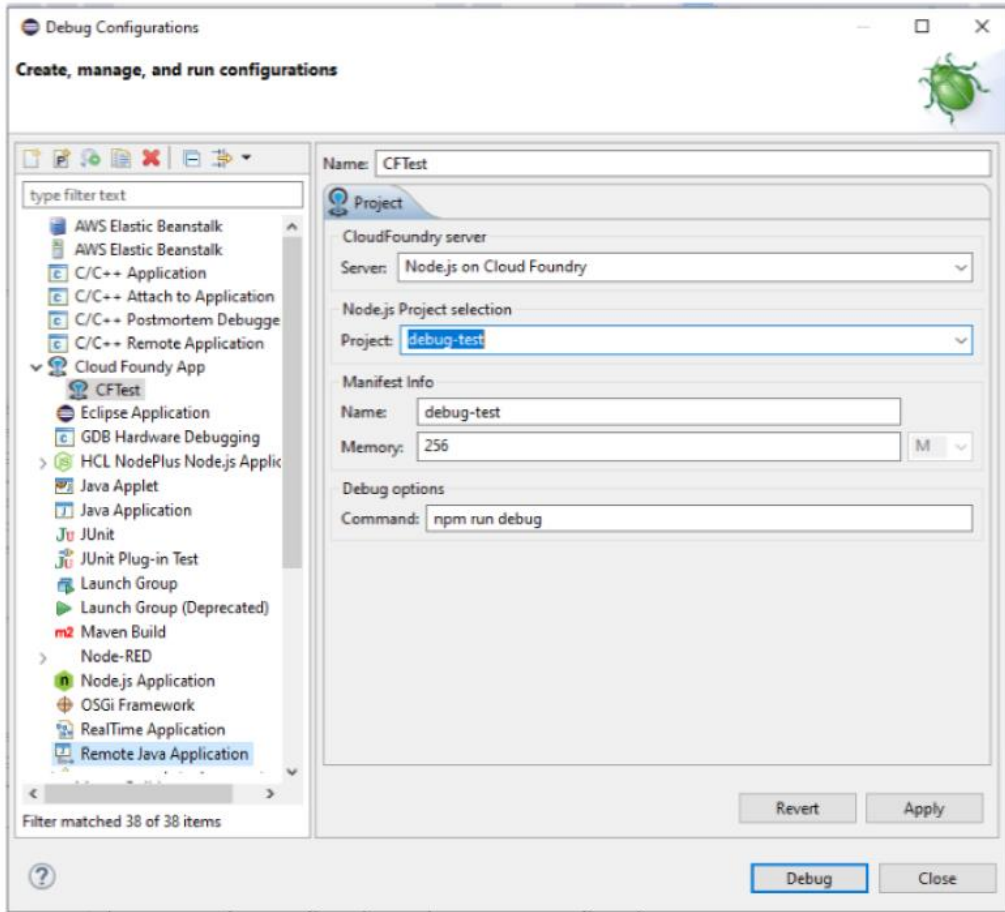 Debug Configurations
Create, manage, and run configurations
type filter text
AWS Elastic Beanstalk
AWS Elastic Beanstalk
C/C++ Application
C/C++ Attach to Application
C/C++ Postmortem Debugge
C/C++ Remote Application
Cloud Foundy App
CFTest
Eclipse Application
GDB Hardware Debugging
HCL NodePlus Node.js Applic
Java Applet
Java Application
JUnit
JUnit Plug-in Test
Launch Group
Launch Group (Deprecated)
m2 Maven Build
Node-RED
Node.js Application
OSGi Framework
RealTime Application
Remote Java Application
Filter matched 38 of 38 items
Name: CFTest
Project
CloudFoundry server
Server: Node.js on Cloud Foundry
Node.js Project selection
Project: debug-test
Manifest Info
Name: debug-test
Memory: 256 M
Debug options
Command: npm run debug
Revert Apply
Debug Close